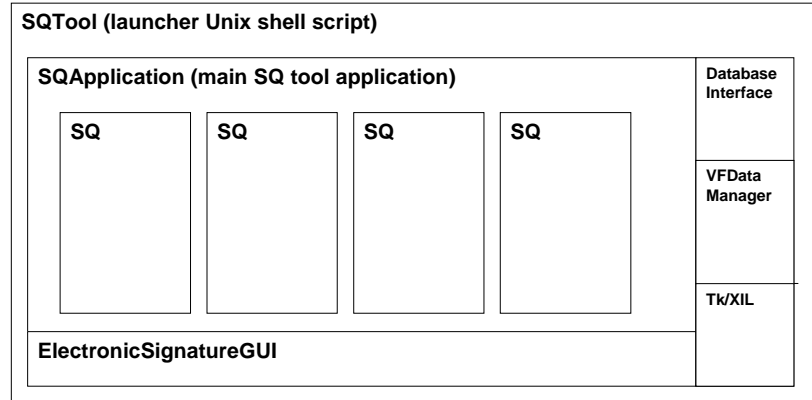 SQTool (launcher Unix shell script)
SQApplication (main SQ tool application)
Database
Interface
SQ
SQ
SQ
SQ
VFData
Manager
Tk/XIL
ElectronicSignatureGUI